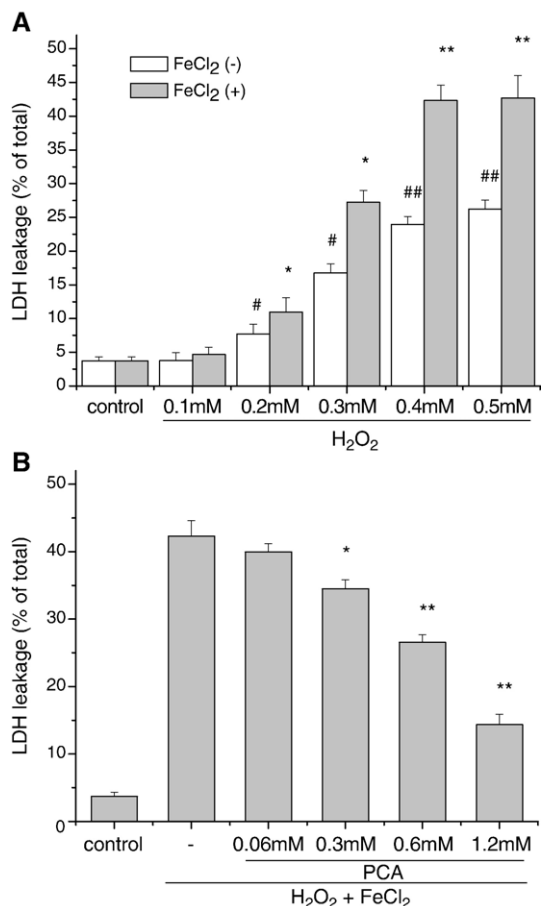 A
LDH leakage (% of total)
50
45
40
35
30
25
20
15
10
5
0
FeCl₂ (-)
FeCl₂ (+)
#
*
#
*
##
**
##
**
control
0.1mM
0.2mM
0.3mM
0.4mM
0.5mM
H₂O₂
B
LDH leakage (% of total)
50
40
30
20
10
0
*
**
**
control
-
0.06mM
0.3mM
0.6mM
1.2mM
PCA
H₂O₂ + FeCl₂